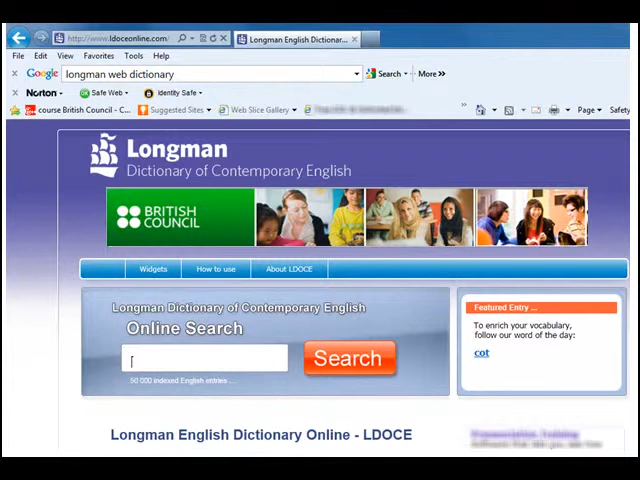 http://www.ldoceonline.com/
Longman English Dictionar...
File Edit View Favorites Tools Help
Google longman web dictionary Search More »
Norton Safe Web Identity Safe
course British Council - C... Suggested Sites Web Slice Gallery Page Safety
Longman
Dictionary of Contemporary English
BRITISH
COUNCIL
Widgets How to use About LDOCE
Longman Dictionary of Contemporary English
Online Search
Search
50 000 indexed English entries ...
Featured Entry ...
To enrich your vocabulary,
follow our word of the day:
cot
Longman English Dictionary Online - LDOCE
Pronunciation Training